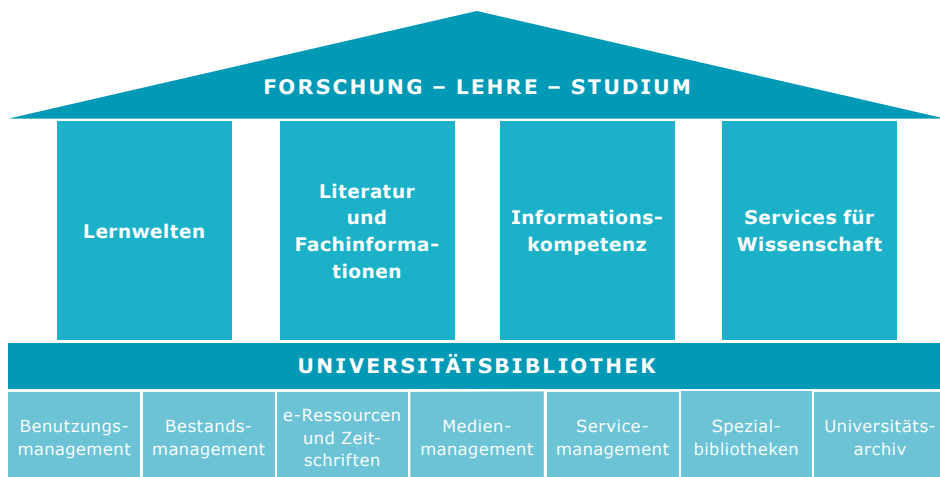 FORSCHUNG – LEHRE – STUDIUM
Lernwelten
Literatur
und
Fachinforma-
tionen
Informations-
kompetenz
Services für
Wissenschaft
UNIVERSITÄTSBIBLIOTHEK
Benutzungs-
management
Bestands-
management
e-Ressourcen
und Zeit-
schriften
Medien-
management
Service-
management
Spezial-
bibliotheken
Universitäts-
archiv